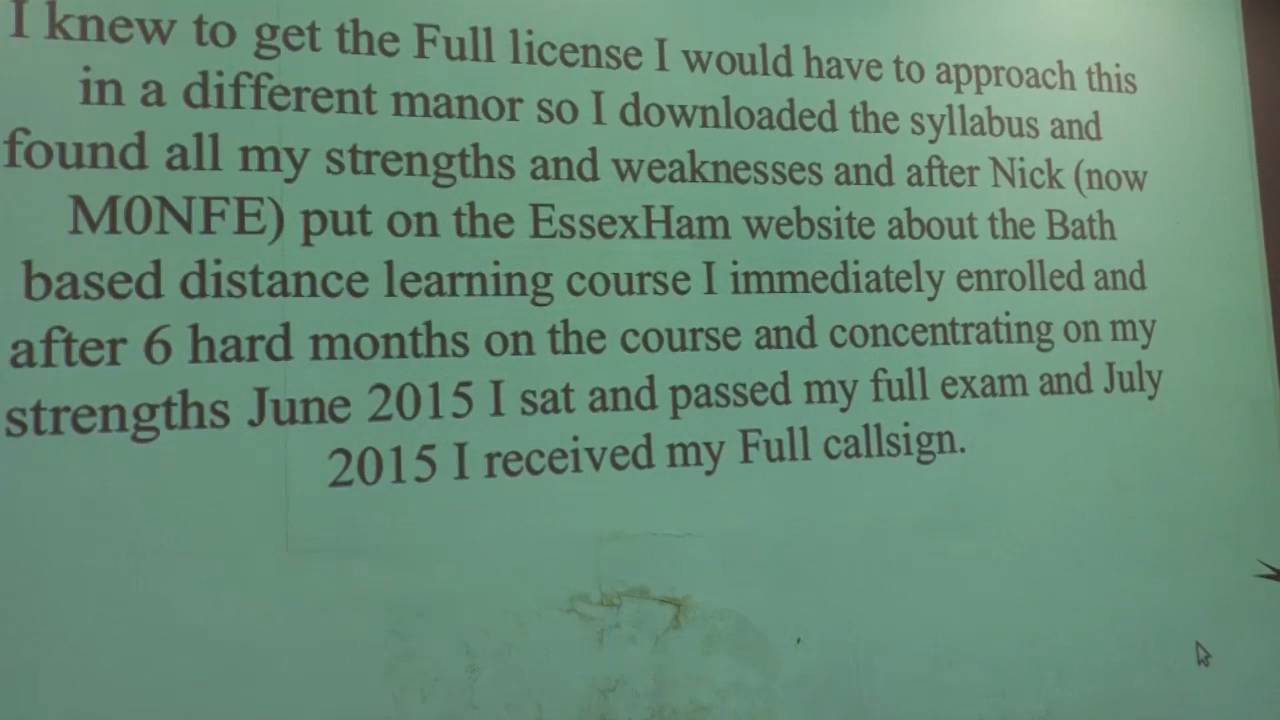 I knew to get the Full license I would have to approach this
in a different manor so I downloaded the syllabus and
found all my strengths and weaknesses and after Nick (now
M0NFE) put on the EssexHam website about the Bath
based distance learning course I immediately enrolled and
after 6 hard months on the course and concentrating on my
strengths June 2015 I sat and passed my full exam and July
2015 I received my Full callsign.